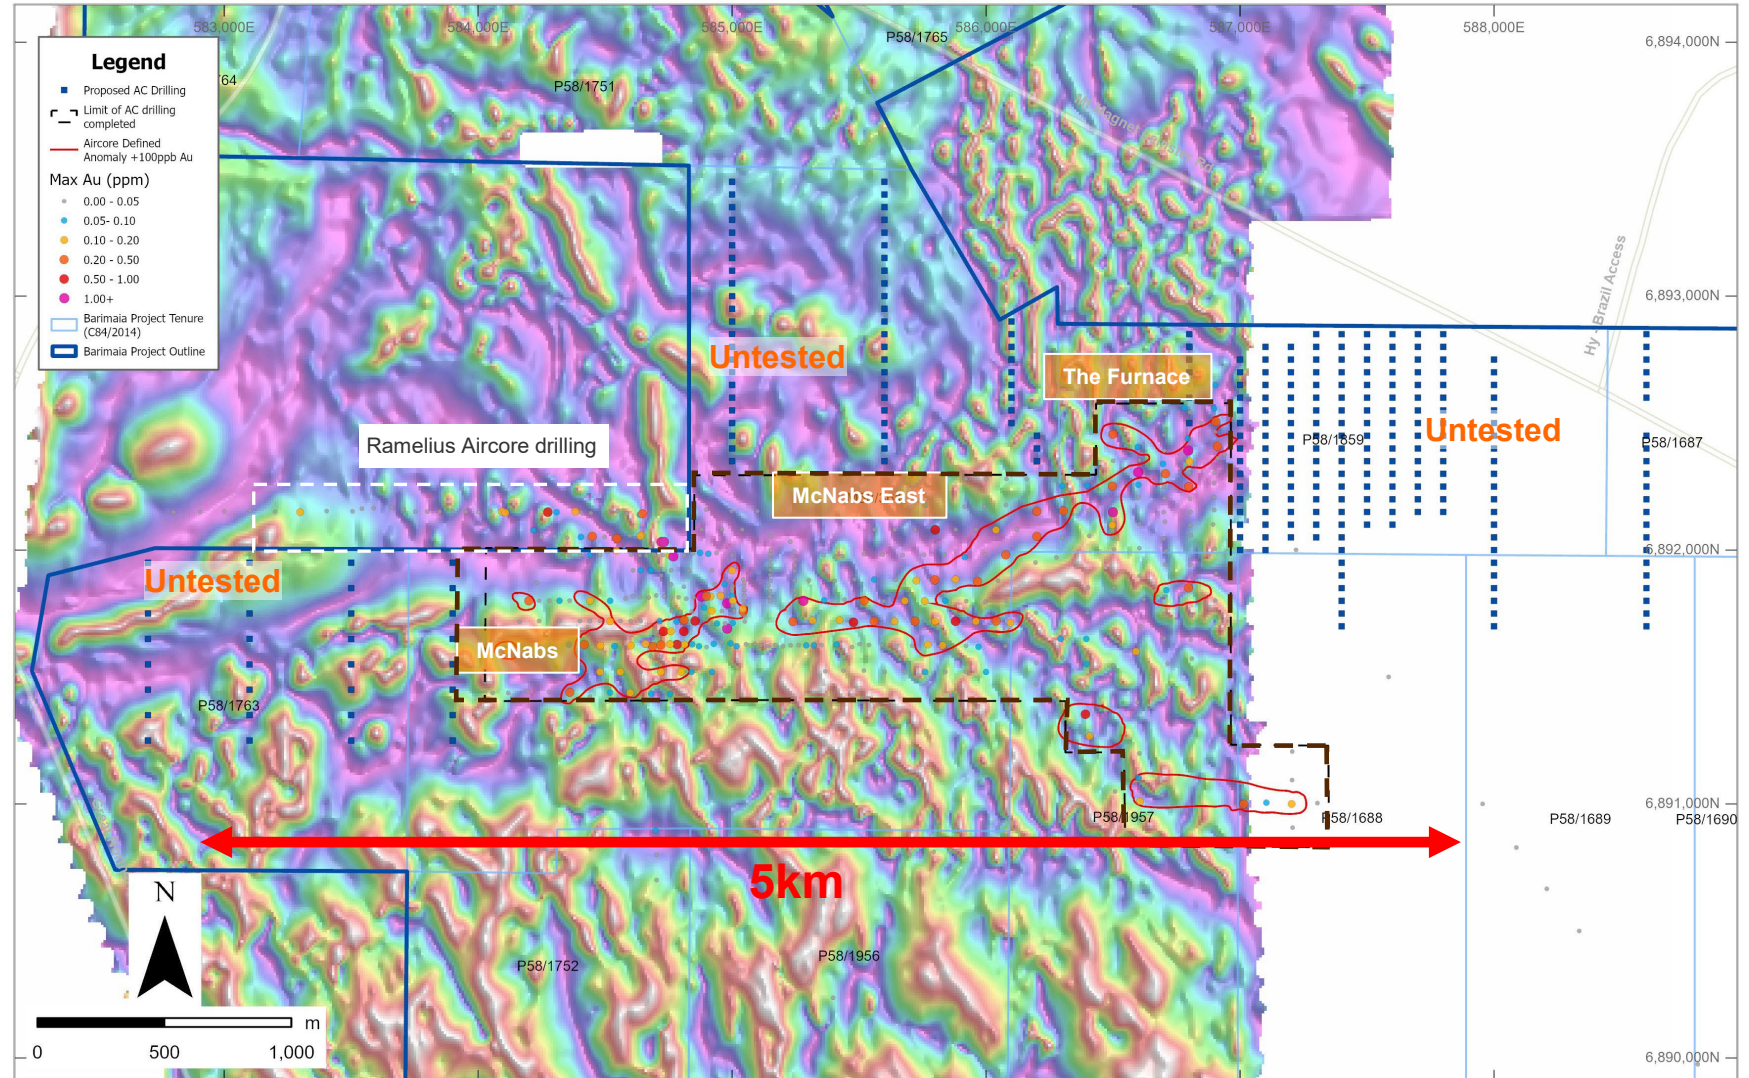 583,000E
584,000E
585,000E
586,000E
587,000E
588,000E
P58/1765
6,894,000N
Legend
Proposed AC Drilling
Limit of AC drilling
completed
Aircore Defined
Anomaly +100ppb Au
Max Au (ppm)
0.00 - 0.05
0.05- 0.10
0.10 - 0.20
0.20 - 0.50
0.50 - 1.00
1.00+
Barimaia Project Tenure
(C84/2014)
Barimaia Project Outline
64
P58/1751
Hy - Brazil Access
6,893,000N
Untested
The Furnace
Ramelius Aircore drilling
P58/1859
Untested
P58/1687
McNabs East
6,892,000N
Untested
McNabs
P58/1763
P58/1957
P58/1688
P58/1689
P58/1690
6,891,000N
5km
N
P58/1752
P58/1956
m
0
500
1,000
6,890,000N